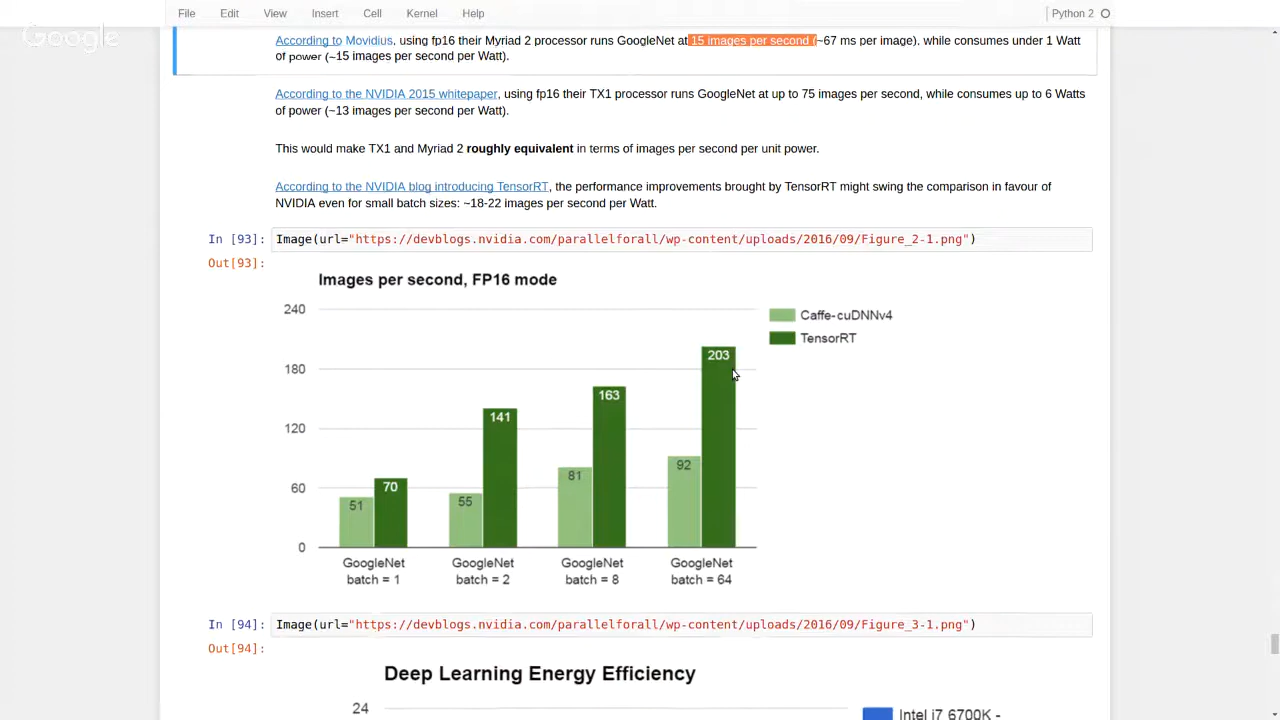 Google
File Edit View Insert Cell Kernel Help Python 2
According to Movidius, using fp16 their Myriad 2 processor runs GoogleNet at 15 images per second (~67 ms per image), while consumes under 1 Watt
of power (~15 images per second per Watt).
According to the NVIDIA 2015 whitepaper, using fp16 their TX1 processor runs GoogleNet at up to 75 images per second, while consumes up to 6 Watts
of power (~13 images per second per Watt).
This would make TX1 and Myriad 2 roughly equivalent in terms of images per second per unit power.
According to the NVIDIA blog introducing TensorRT, the performance improvements brought by TensorRT might swing the comparison in favour of
NVIDIA even for small batch sizes: ~18-22 images per second per Watt.
In [93]: Image(url="https://devblogs.nvidia.com/parallelforall/wp-content/uploads/2016/09/Figure_2-1.png")
Out[93]:
Images per second, FP16 mode
240
180
120
60
0
Caffe-cuDNNv4
TensorRT
51
70
55
141
81
163
92
203
GoogleNet
batch = 1
GoogleNet
batch = 2
GoogleNet
batch = 8
GoogleNet
batch = 64
In [94]: Image(url="https://devblogs.nvidia.com/parallelforall/wp-content/uploads/2016/09/Figure_3-1.png")
Out[94]:
Deep Learning Energy Efficiency
24
Intel i7 6700K -